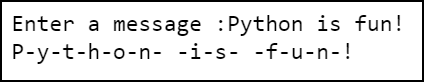 Enter a message :Python is fun!
P-y-t-h-o-n- -i-s- -f-u-n-!